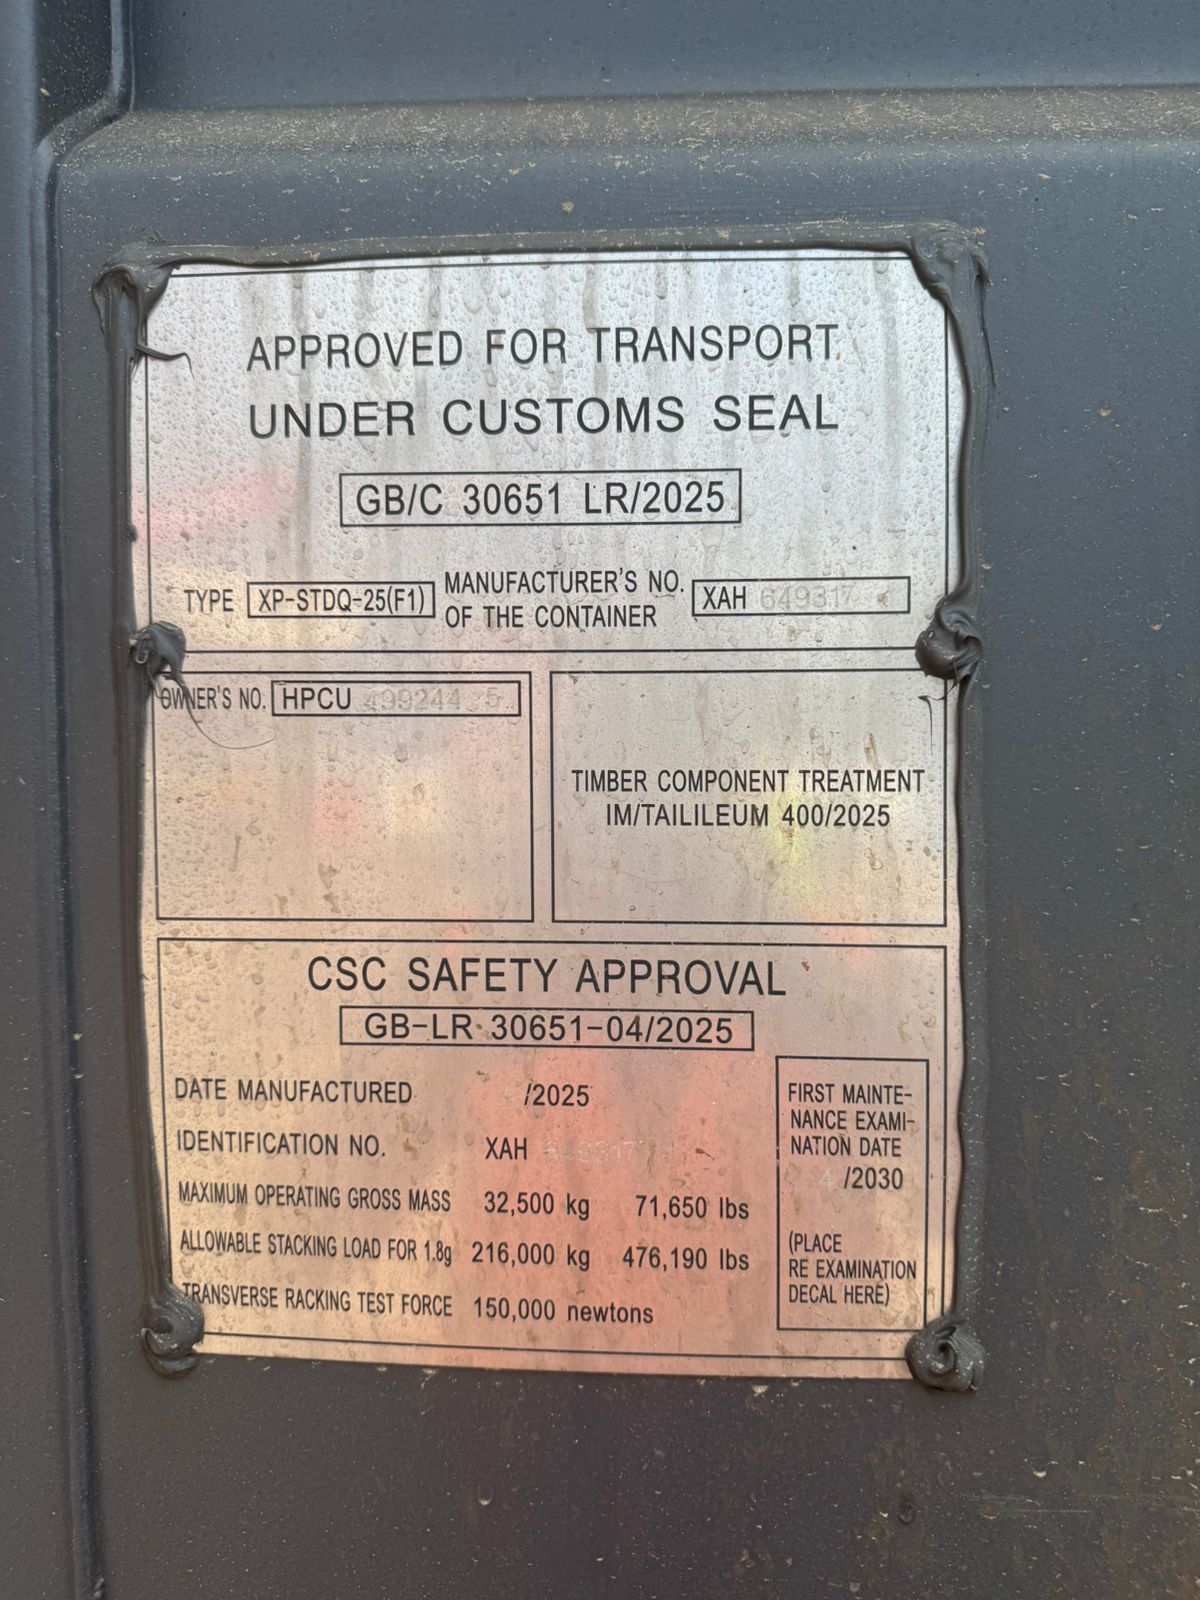 APPROVED FOR TRANSPORT
UNDER CUSTOMS SEAL
GB/C 30651 LR/2025
TYPE XP-STDQ-25(F1) MANUFACTURER'S NO. OF THE CONTAINER XAH 649317
OWNER'S NO. HPCU 499244 5
TIMBER COMPONENT TREATMENT
IM/TAILILEUM 400/2025
CSC SAFETY APPROVAL
GB-LR 30651-04/2025
DATE MANUFACTURED /2025
IDENTIFICATION NO. XAH 649317
MAXIMUM OPERATING GROSS MASS 32,500 kg 71,650 lbs
ALLOWABLE STACKING LOAD FOR 1.8g 216,000 kg 476,190 lbs
TRANSVERSE RACKING TEST FORCE 150,000 newtons
FIRST MAINTE-
NANCE EXAMI-
NATION DATE
/2030
(PLACE
RE EXAMINATION
DECAL HERE)